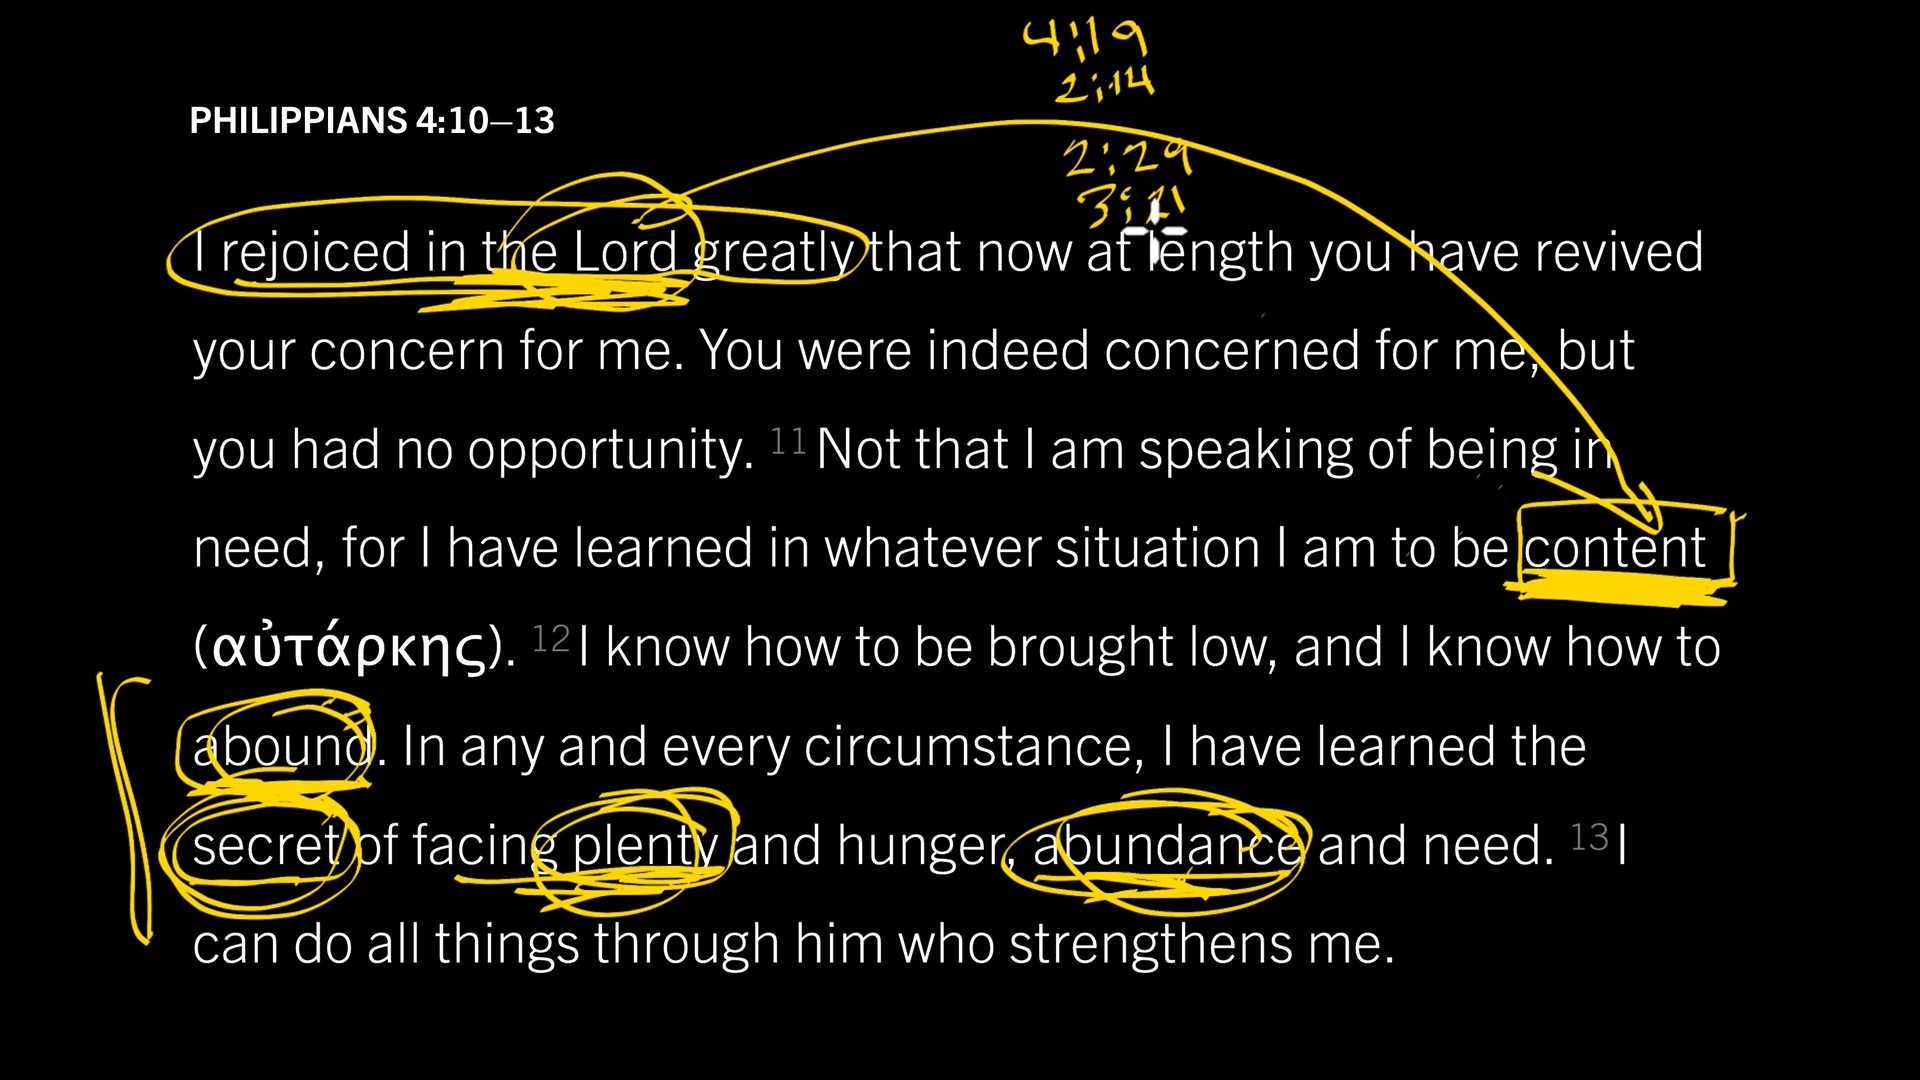 4:19
2:14
PHILIPPIANS 4:10–13
2:29
I rejoiced in the Lord greatly that now at length you have revived
your concern for me. You were indeed concerned for me, but
you had no opportunity. 11 Not that I am speaking of being in
need, for I have learned in whatever situation I am to be content
(αὐτάρκης). 12 I know how to be brought low, and I know how to
abound. In any and every circumstance, I have learned the
secret of facing plenty and hunger, abundance and need. 13 I
can do all things through him who strengthens me.